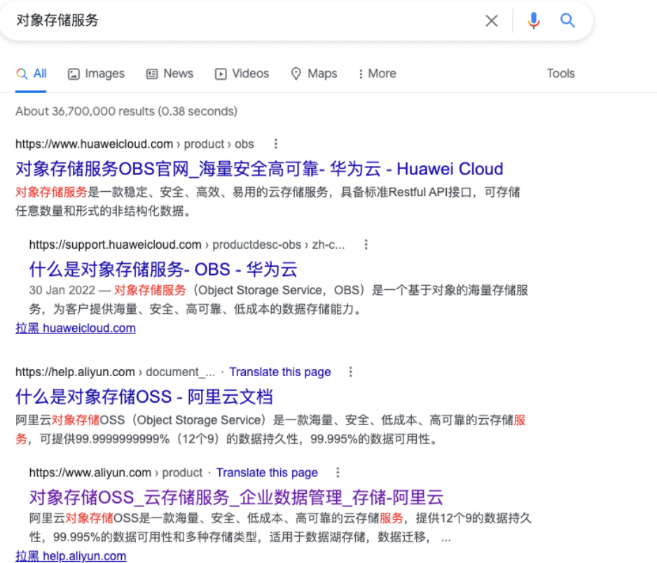 对象存储服务
All Images News Videos Maps More Tools
About 36,700,000 results (0.38 seconds)
https://www.huaweicloud.com › product › obs
对象存储服务OBS官网_海量安全高可靠- 华为云 - Huawei Cloud
对象存储服务是一款稳定、安全、高效、易用的云存储服务，具备标准Restful API接口，可存储
任意数量和形式的非结构化数据。
https://support.huaweicloud.com › productdesc-obs › zh-c...
什么是对象存储服务- OBS - 华为云
30 Jan 2022 — 对象存储服务（Object Storage Service，OBS）是一个基于对象的海量存储服
务，为客户提供海量、安全、高可靠、低成本的数据存储能力。
拉黑 huaweicloud.com
https://help.aliyun.com › document_... · Translate this page
什么是对象存储OSS - 阿里云文档
阿里云对象存储OSS（Object Storage Service）是一款海量、安全、低成本、高可靠的云存储服
务，可提供99.9999999999%（12个9）的数据持久性，99.995%的数据可用性。
https://www.aliyun.com › product · Translate this page
对象存储OSS_云存储服务_企业数据管理_存储-阿里云
阿里云对象存储OSS是一款海量、安全、低成本、高可靠的云存储服务，提供12个9的数据持久
性，99.995%的数据可用性和多种存储类型，适用于数据湖存储，数据迁移， ...
拉黑 help.aliyun.com